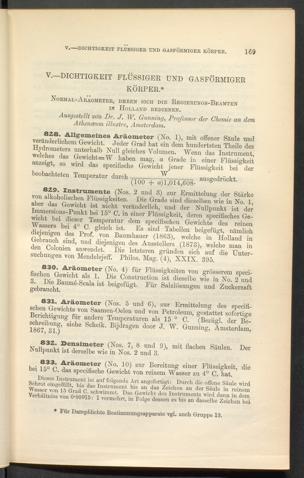 V.—DICHTIGKEIT FLÜSSIGER UND GASFÖRMIGER KÖRPER. 169
V.—DICHTIGKEIT FLÜSSIGER UND GASFÖRMIGER
KÖRPER.*
NORMAL-ARÄOMETER, DEREN SICH DIE REGIERUNGS-BEAMTEN
IN HOLLAND BEDIENEN.
Ausgestellt von Dr. J. W. Gunning, Professor der Chemie an dem
Athenæum illustre, Amsterdam.
828. Allgemeines Aräometer (No. 1), mit offener Säule und
veränderlichem Gewicht. Jeder Grad hat ein dem hundertsten Theile des
Hydrometers unterhalb Null gleiches Volumen. Wenn das Instrument,
welches das Gewicht=W haben mag, a Grade in einer Flüssigkeit
anzeigt, so wird das specifische Gewicht jener Flüssigkeit bei der
beobachteten Temperatur durch W / (100 + a)1,014,608 ausgedrückt.
829. Instrumente (Nos. 2 und 3) zur Ermittelung der Stärke
von alkoholischen Flüssigkeiten. Die Grade sind dieselben wie in No. 1,
aber das Gewicht ist nicht veränderlich, und der Nullpunkt ist der
Immersions-Punkt bei 15° C. in einer Flüssigkeit, deren specifisches Ge-
wicht bei dieser Temperatur dem specifischen Gewichte des reinen
Wassers bei 4° C. gleich ist. Es sind Tabellen beigefügt, nämlich
diejenigen des Prof. von Baumhauer (1863), welche in Holland in
Gebrauch sind, und diejenigen des Ausstellers (1873), welche man in
den Colonien anwendet. Die letzteren gründen sich auf die Unter-
suchungen von Mendelejeff. Philos. Mag. (4), XXIX. 395.
830. Aräometer (No. 4) für Flüssigkeiten von grösserem speci-
fischen Gewicht als 1. Die Construction ist dieselbe wie in No. 2 und
3. Die Baumé-Scala ist beigefügt. Für Salzlösungen und Zuckersaft
gebraucht.
831. Aräometer (Nos. 5 und 6), zur Ermittelung des specifi-
schen Gewichts von Saamen-Oelen und von Petroleum, gestattet sofortige
Berichtigung für andere Temperaturen als 15° C. (Bezügl. der Be-
schreibung, siehe Scheik. Bijdragen door J. W. Gunning, Amsterdam,
1867, 31.)
832. Densimeter (Nos. 7, 8 und 9), mit flachen Säulen. Der
Nullpunkt ist derselbe wie in Nos. 2 und 3.
833. Aräometer (No. 10) zur Bereitung einer Flüssigkeit, die
bei 15° C. das specifische Gewicht von reinem Wasser zu 4° C. hat.
Dieses Instrument ist auf folgende Art angefertigt: Durch die offene Säule wird
Schrot eingefüllt, bis das Instrument bis an das Zeichen an der Säule in reinem
Wasser von 15 Grad C. schwimmt. Das Gewicht des Instruments wird dann in dem
Verhältniss von 0·00915: 1 vermehrt, in Folge dessen es bis an dasselbe Zeichen bei
* Für Dampfdichte Bestimmungsapparate vgl. auch Gruppe 13.